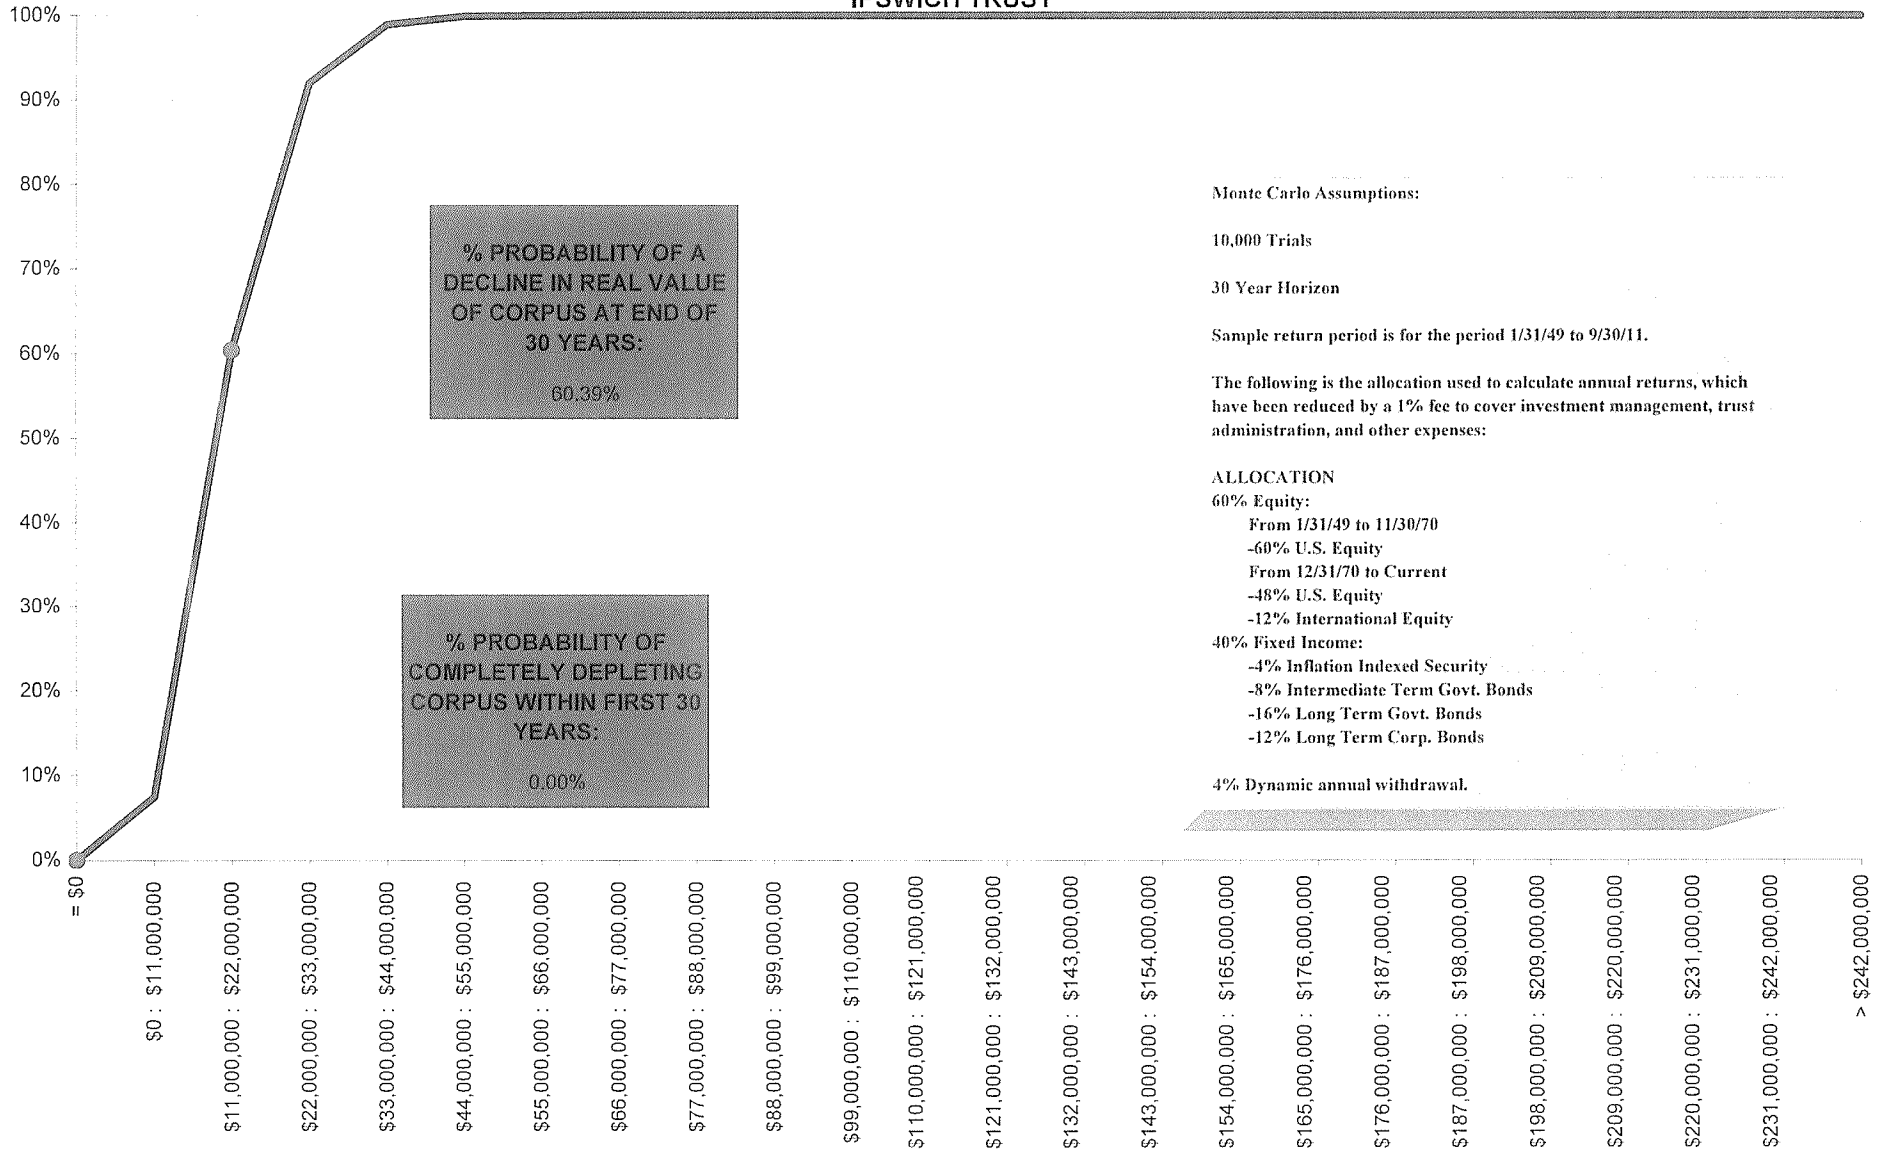 IPSWICH TRUST
100%
90%
80%
70%
60%
50%
40%
30%
20%
10%
0%
% PROBABILITY OF A
DECLINE IN REAL VALUE
OF CORPUS AT END OF
30 YEARS:
60.39%
% PROBABILITY OF
COMPLETELY DEPLETING
CORPUS WITHIN FIRST 30
YEARS:
0.00%
Monte Carlo Assumptions:
10,000 Trials
30 Year Horizon
Sample return period is for the period 1/31/49 to 9/30/11.
The following is the allocation used to calculate annual returns, which
have been reduced by a 1% fee to cover investment management, trust
administration, and other expenses:
ALLOCATION
60% Equity:
From 1/31/49 to 11/30/70
-60% U.S. Equity
From 12/31/70 to Current
-48% U.S. Equity
-12% International Equity
40% Fixed Income:
-4% Inflation Indexed Security
-8% Intermediate Term Govt. Bonds
-16% Long Term Govt. Bonds
-12% Long Term Corp. Bonds
4% Dynamic annual withdrawal.
= $0
$0 : $11,000,000
$11,000,000 : $22,000,000
$22,000,000 : $33,000,000
$33,000,000 : $44,000,000
$44,000,000 : $55,000,000
$55,000,000 : $66,000,000
$66,000,000 : $77,000,000
$77,000,000 : $88,000,000
$88,000,000 : $99,000,000
$99,000,000 : $110,000,000
$110,000,000 : $121,000,000
$121,000,000 : $132,000,000
$132,000,000 : $143,000,000
$143,000,000 : $154,000,000
$154,000,000 : $165,000,000
$165,000,000 : $176,000,000
$176,000,000 : $187,000,000
$187,000,000 : $198,000,000
$198,000,000 : $209,000,000
$209,000,000 : $220,000,000
$220,000,000 : $231,000,000
$231,000,000 : $242,000,000
> $242,000,000